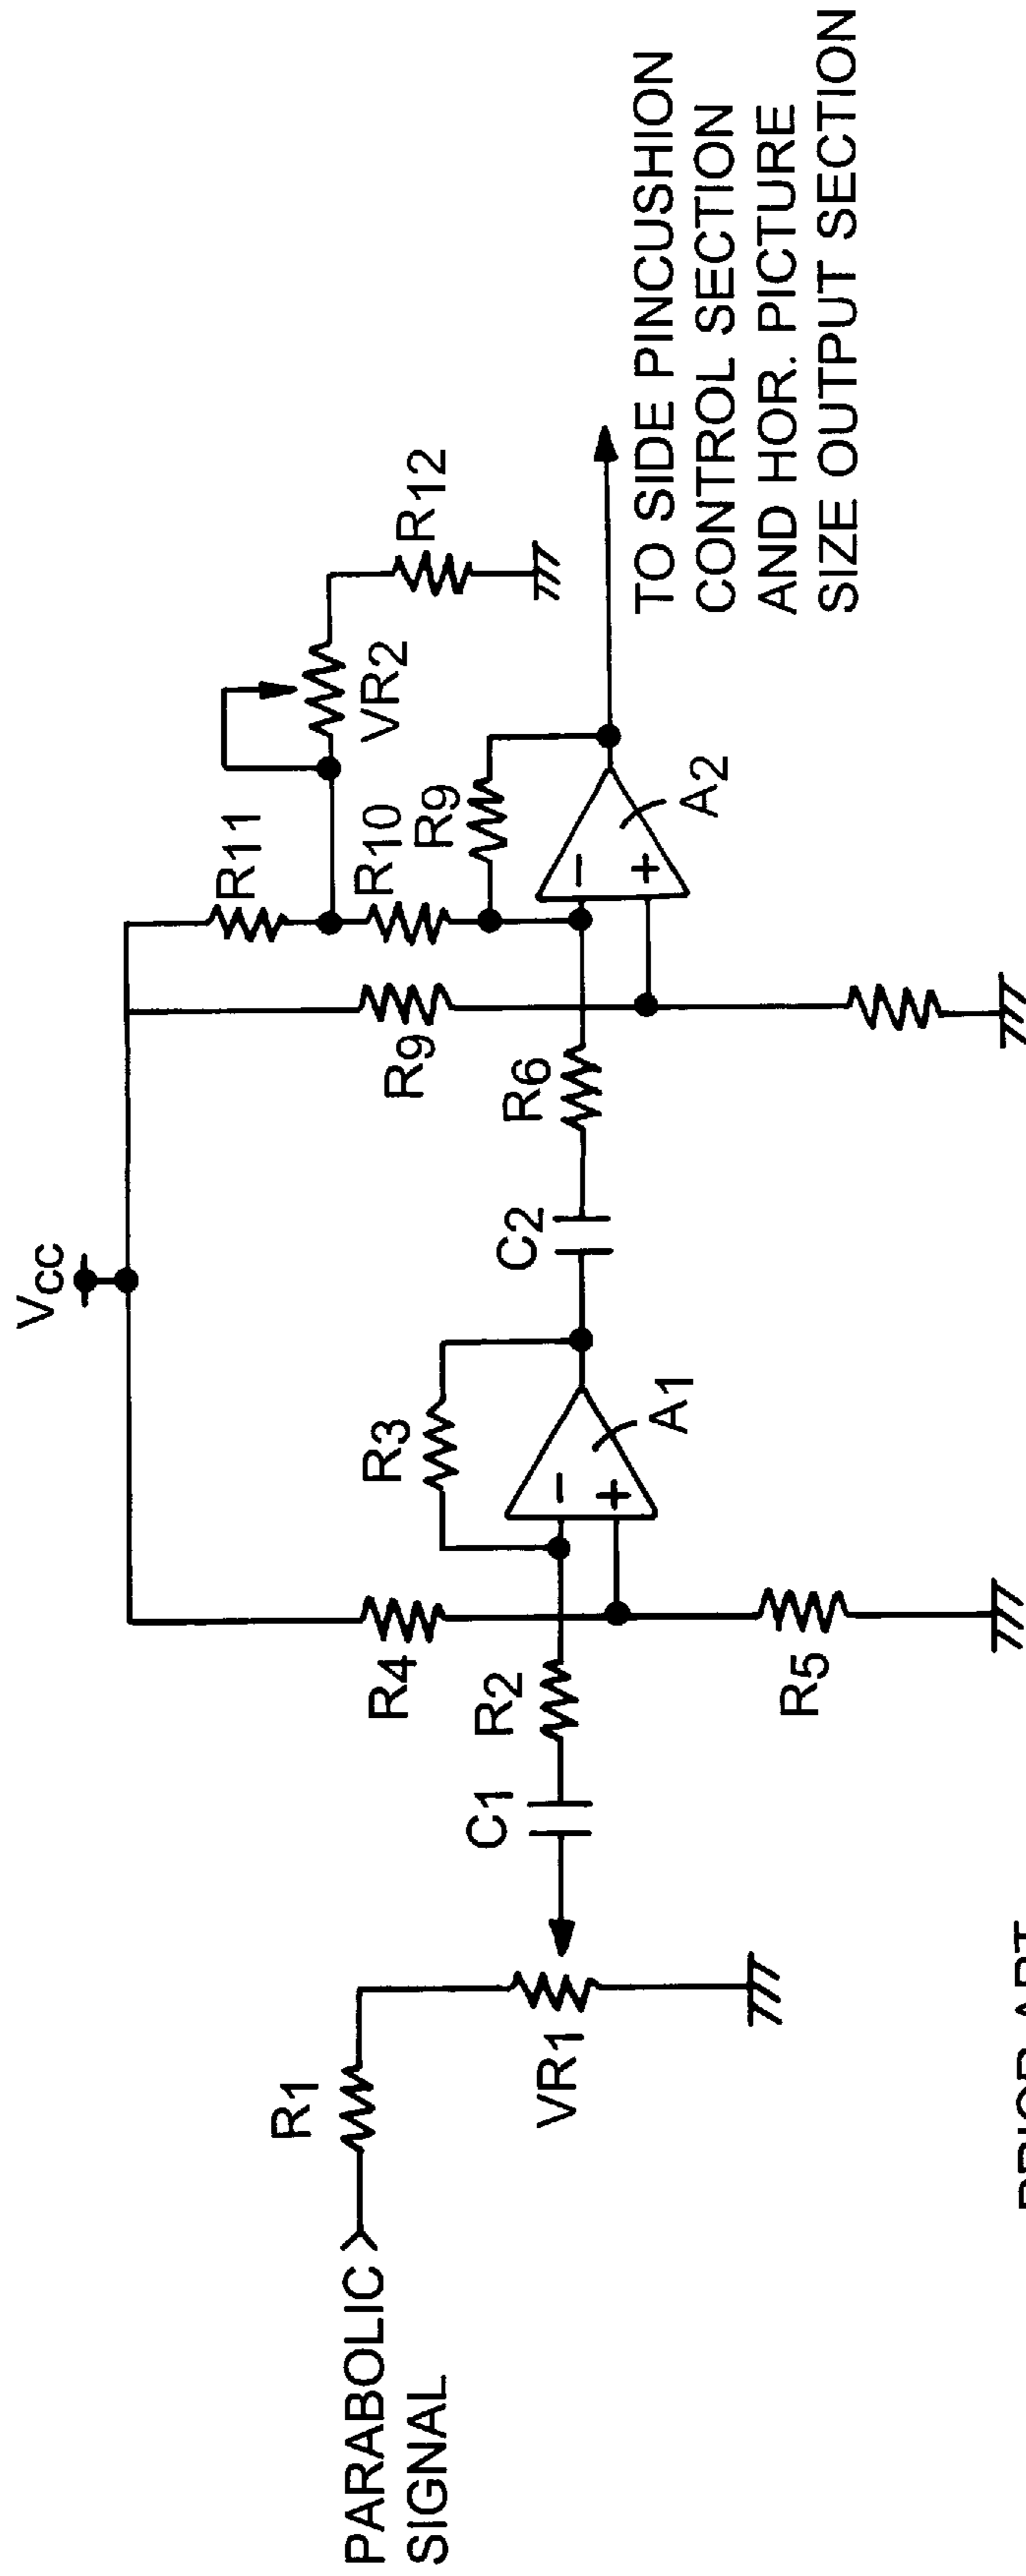 Vcc
PARABOLIC
SIGNAL
R1
VR1
C1
R2
R4
R5
R3
A1
C2
R6
R9
R11
R10
R9
A2
VR2
R12
TO SIDE PINCUSHION
CONTROL SECTION
AND HOR. PICTURE
SIZE OUTPUT SECTION
− +
− +